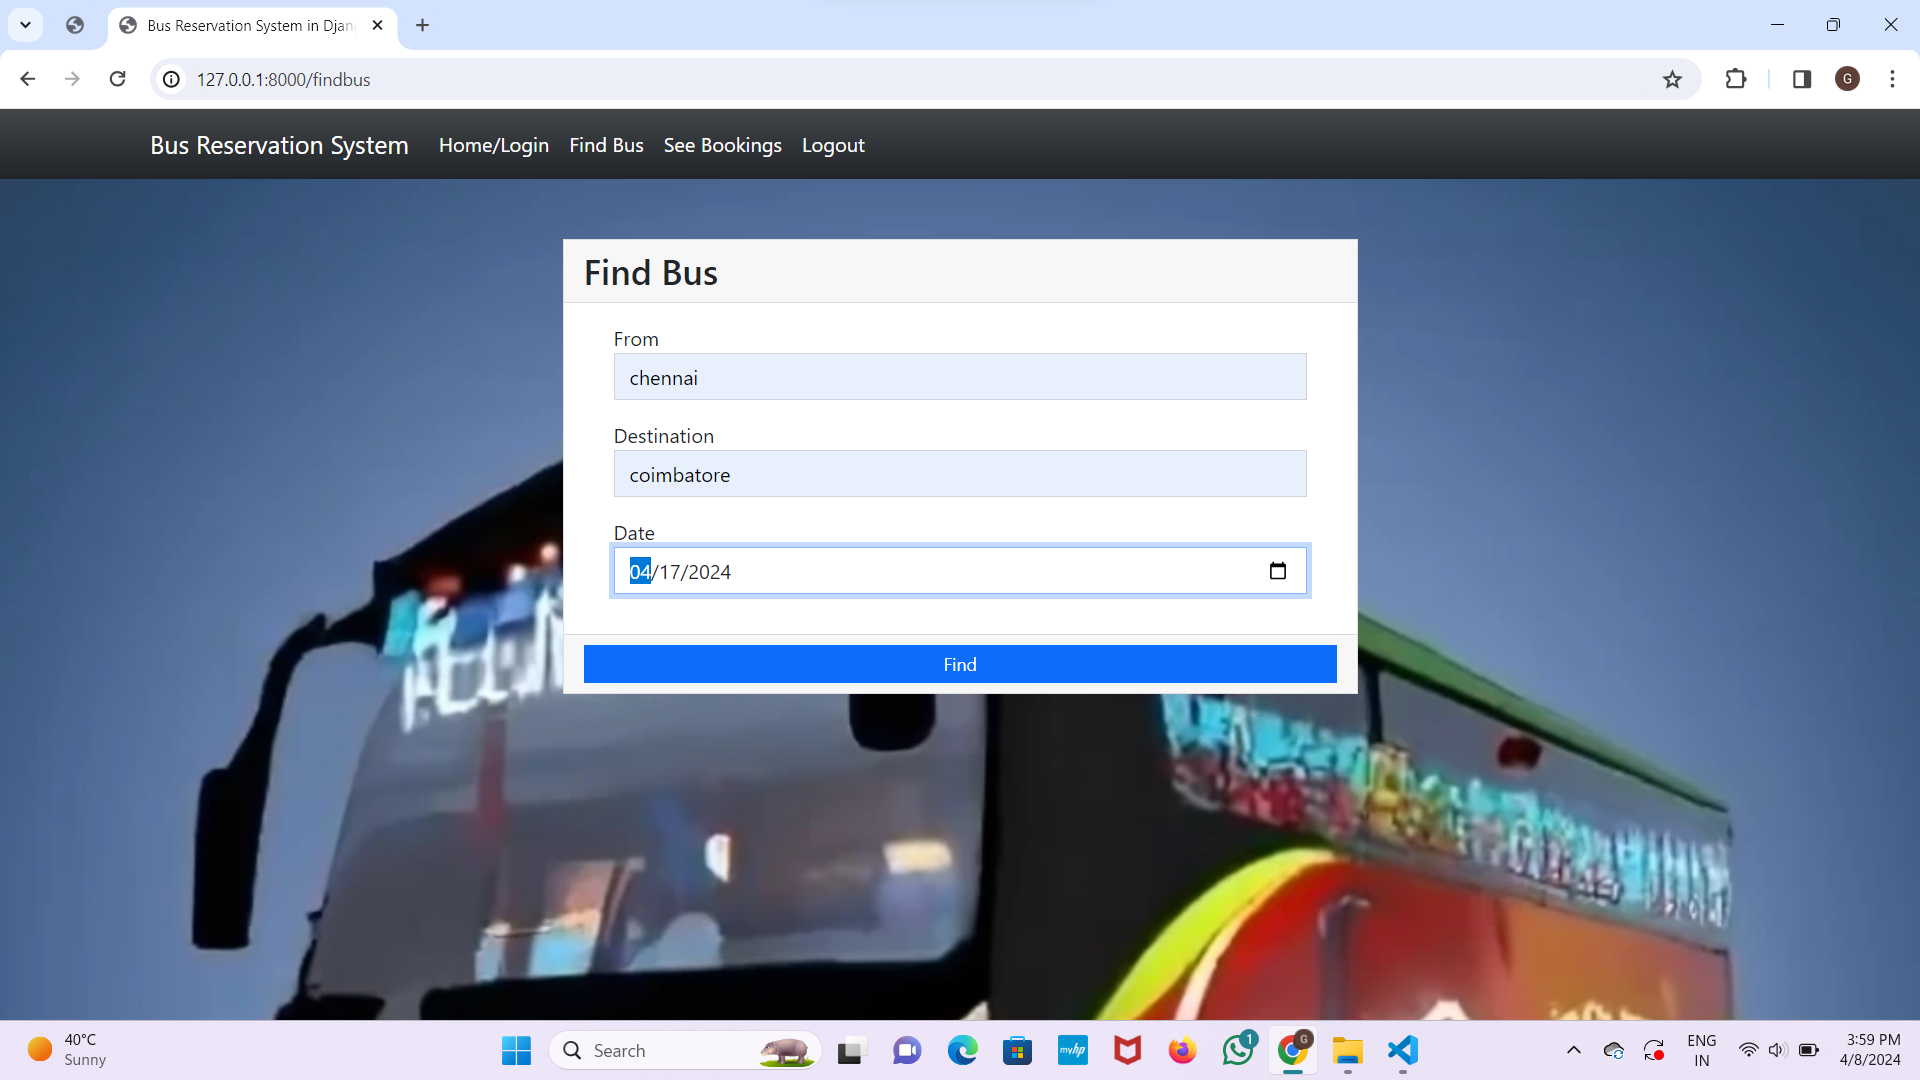 Bus Reservation System in Djan
127.0.0.1:8000/findbus
G
Bus Reservation System
Home/Login
Find Bus
See Bookings
Logout
Find Bus
From
chennai
Destination
coimbatore
Date
04/17/2024
Find
40°C
Sunny
Search
myhp
1
G
ENG
IN
3:59 PM
4/8/2024